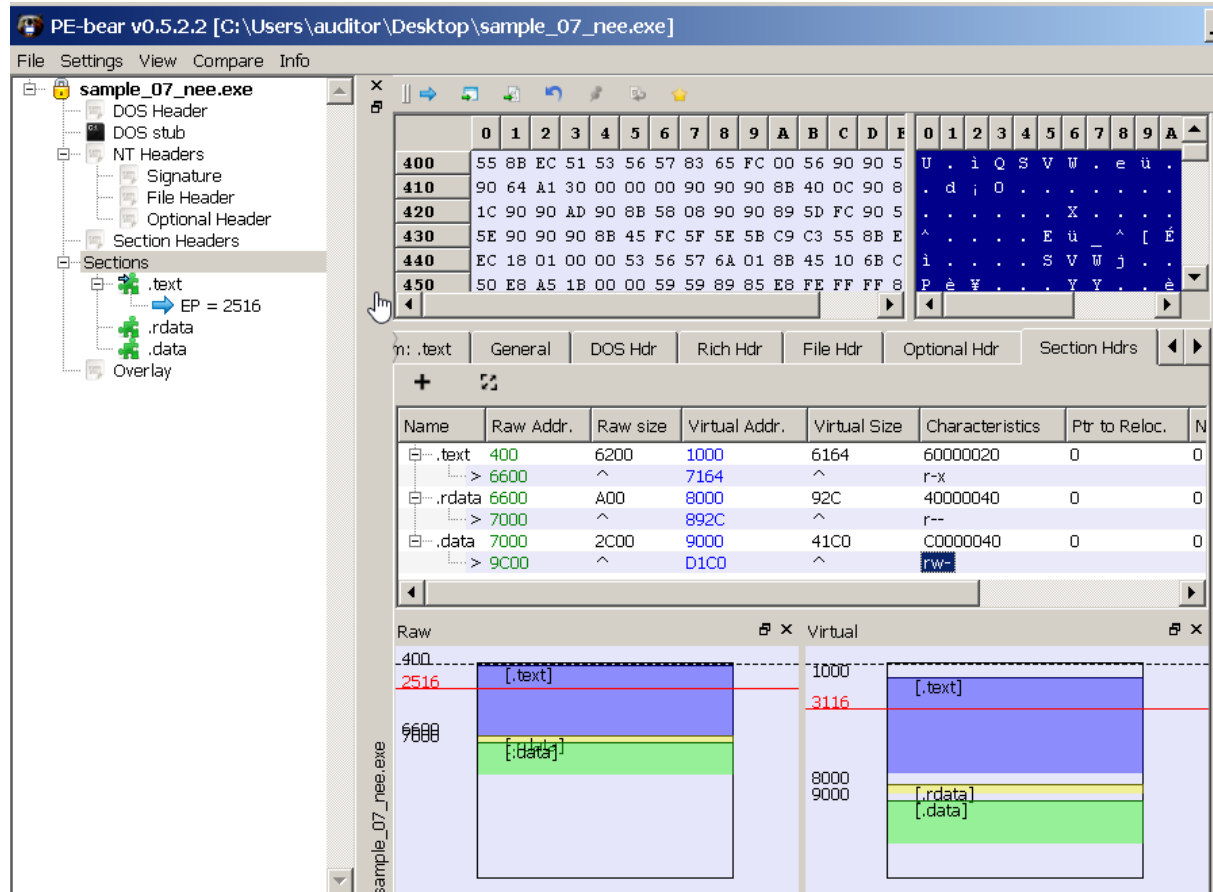 PE-bear v0.5.2.2 [C:\Users\auditor\Desktop\sample_07_nee.exe]
File Settings View Compare Info
sample_07_nee.exe
DOS Header
DOS stub
NT Headers
Signature
File Header
Optional Header
Section Headers
Sections
.text
EP = 2516
.rdata
.data
Overlay
0 1 2 3 4 5 6 7 8 9 A B C D E 0 1 2 3 4 5 6 7 8 9 A
400 55 8B EC 51 53 56 57 83 65 FC 00 56 90 90 5 U . ì Q S V W . e ü .
410 90 64 A1 30 00 00 00 90 90 90 8B 40 0C 90 8 . d ¡ 0 . . . . . . .
420 1C 90 90 AD 90 8B 58 08 90 90 89 5D FC 90 5 . . . . . . X . . . .
430 5E 90 90 90 8B 45 FC 5F 5E 5B C9 C3 55 8B E ^ . . . . E ü _ ^ [ É
440 EC 18 01 00 00 53 56 57 6A 01 8B 45 10 6B C ì . . . . S V W j . .
450 50 E8 A5 1B 00 00 59 59 89 85 E8 FE FF FF 8 P è ¥ . . . Y Y . . è
: .text General DOS Hdr Rich Hdr File Hdr Optional Hdr Section Hdrs
Name Raw Addr. Raw size Virtual Addr. Virtual Size Characteristics Ptr to Reloc. N
.text 400 6200 1000 6164 60000020 0 0
> 6600 ^ 7164 ^ r-x
.rdata 6600 A00 8000 92C 40000040 0 0
> 7000 ^ 892C ^ r--
.data 7000 2C00 9000 41C0 C0000040 0 0
> 9C00 ^ D1C0 ^ rw-
Raw
400
[.text]
2516
6600
7000
[.rdata]
[.data]
Virtual
1000
[.text]
3116
8000
9000
[.rdata]
[.data]
sample_07_nee.exe